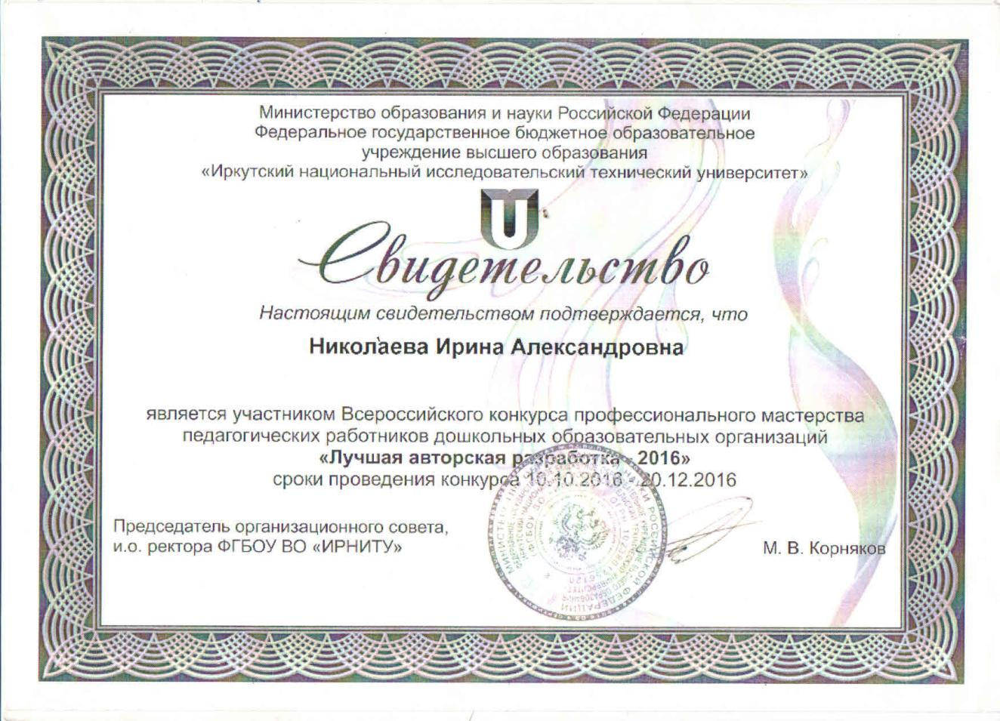 Министерство образования и науки Российской Федерации
Федеральное государственное бюджетное образовательное
учреждение высшего образования
«Иркутский национальный исследовательский технический университет»
Свидетельство
Настоящим свидетельством подтверждается, что
Николаева Ирина Александровна
является участником Всероссийского конкурса профессионального мастерства
педагогических работников дошкольных образовательных организаций
«Лучшая авторская разработка - 2016»
сроки проведения конкурса 10.10.2016 - 20.12.2016
Председатель организационного совета,
и.о. ректора ФГБОУ ВО «ИРНИТУ»
М. В. Корняков